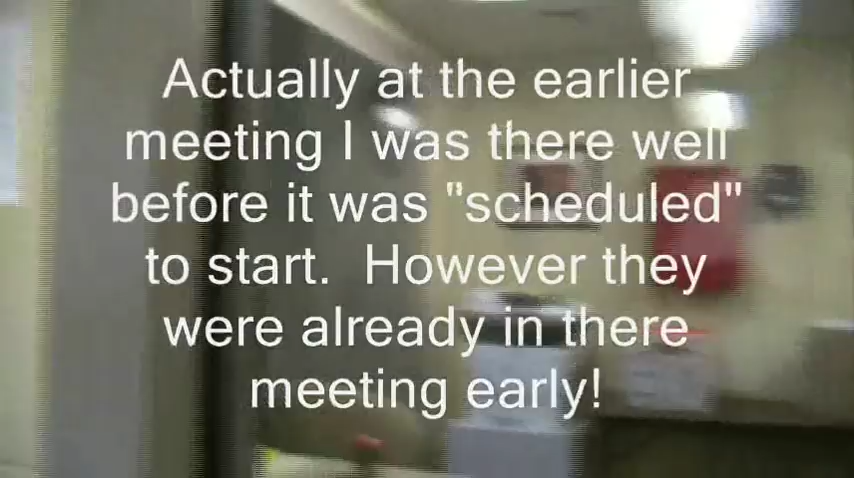 Actually at the earlier
meeting I was there well
before it was "scheduled"
to start.  However they
were already in there
meeting early!